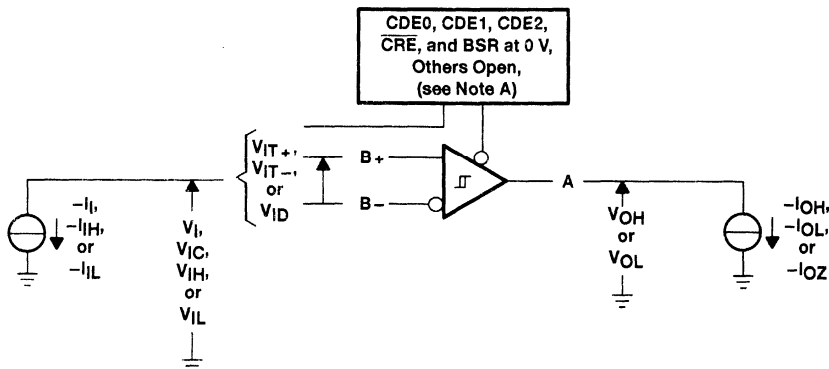 CDE0, CDE1, CDE2,
CRE, and BSR at 0 V,
Others Open,
(see Note A)
VIT+,
VIT−,
or
VID
B+
B−
A
−II,
−IIH,
or
−IIL
VI,
VIC,
VIH,
or
VIL
VOH
or
VOL
−IOH,
−IOL,
or
−IOZ